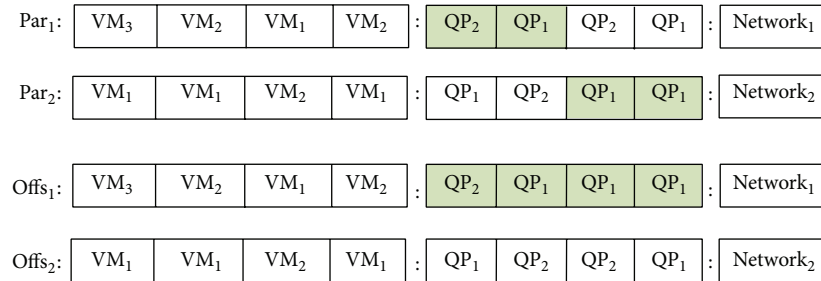 Par₁: VM₃ VM₂ VM₁ VM₂ : QP₂ QP₁ QP₂ QP₁ : Network₁
Par₂: VM₁ VM₁ VM₂ VM₁ : QP₁ QP₂ QP₁ QP₁ : Network₂
Offs₁: VM₃ VM₂ VM₁ VM₂ : QP₂ QP₁ QP₁ QP₁ : Network₁
Offs₂: VM₁ VM₁ VM₂ VM₁ : QP₁ QP₂ QP₂ QP₁ : Network₂